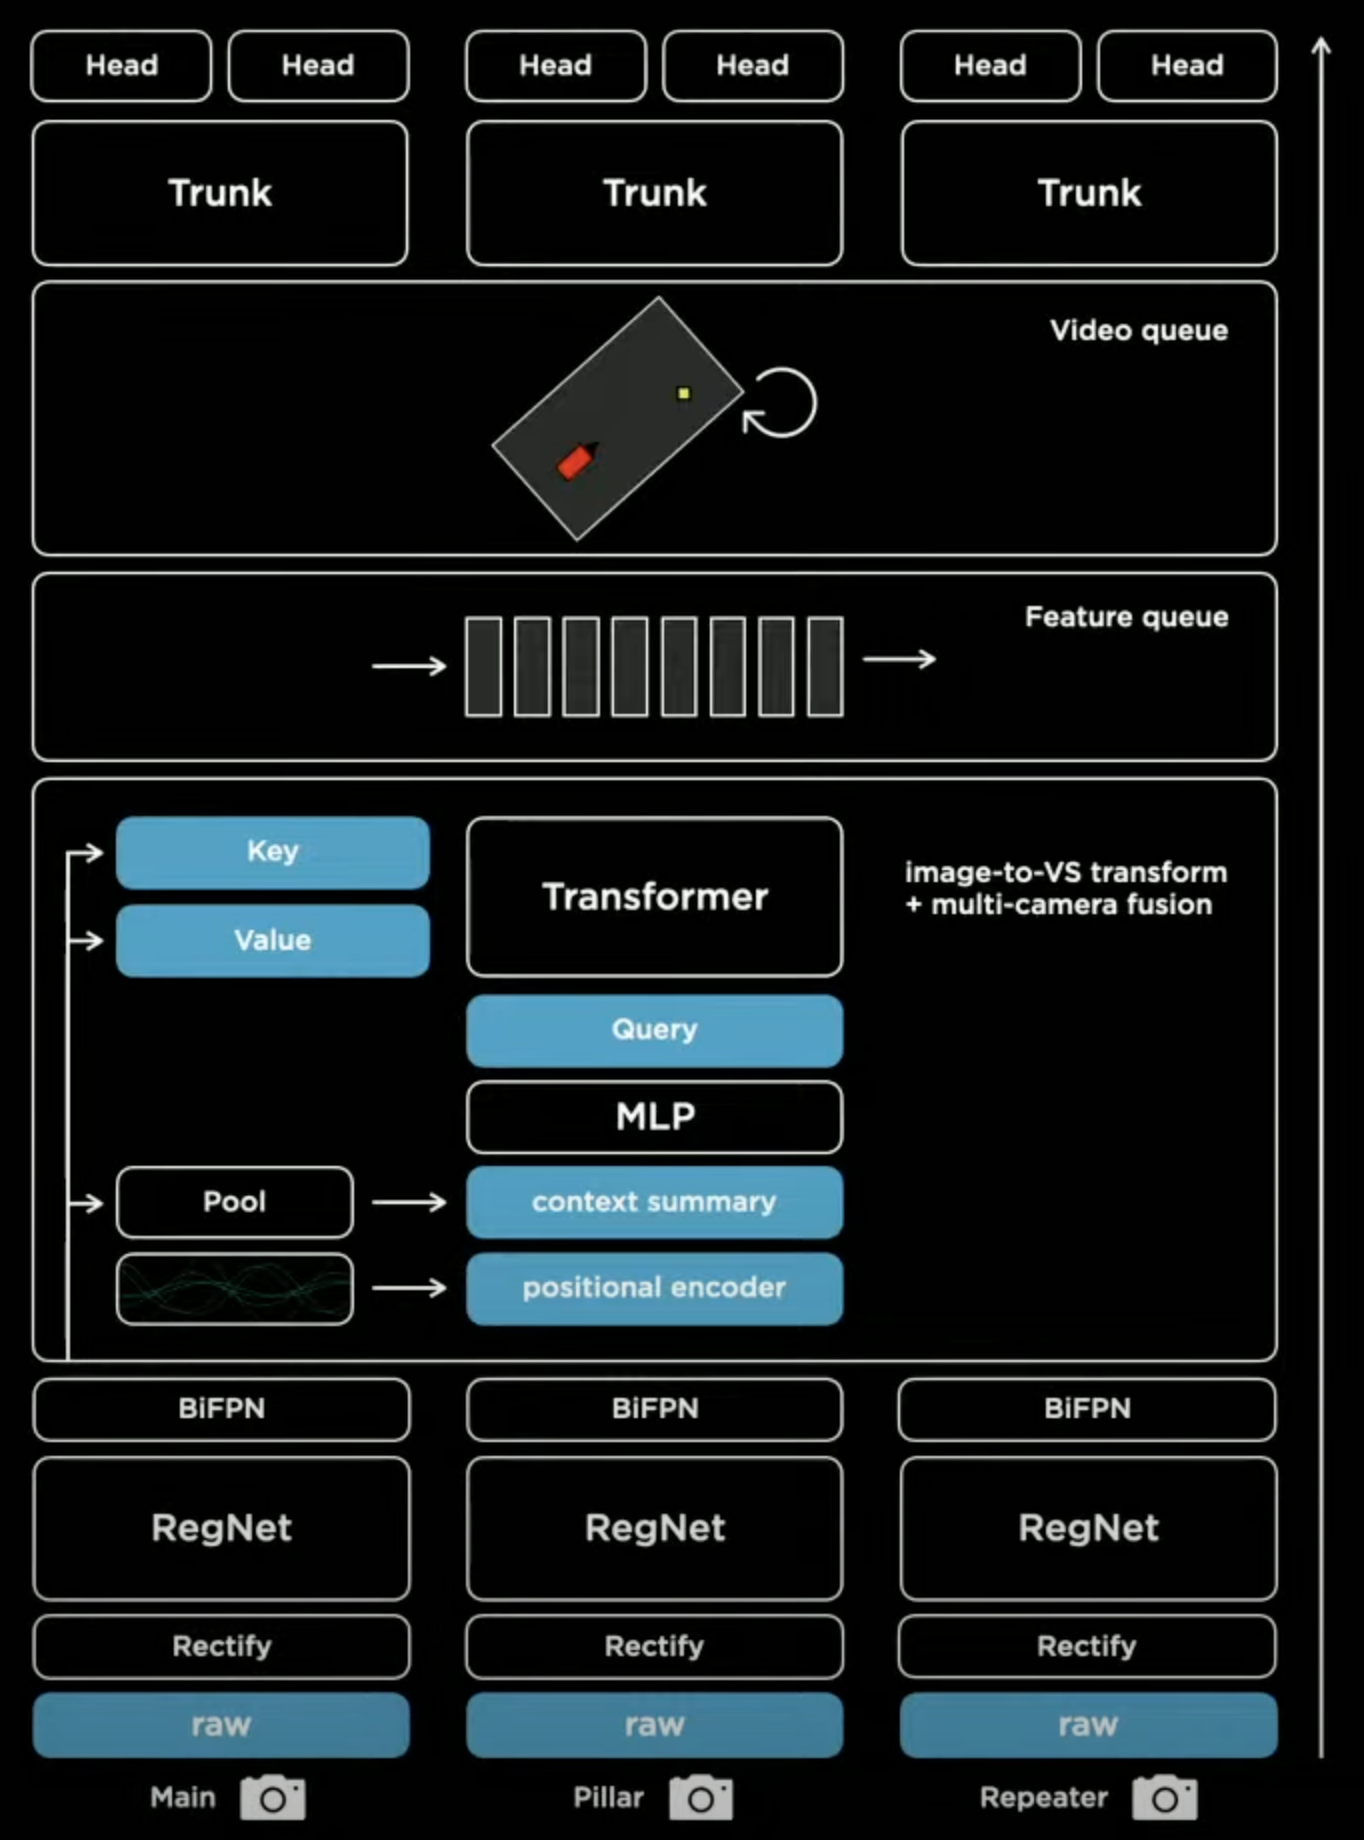 Head Head Head Head Head Head
Trunk Trunk Trunk
Video queue
Feature queue
Key
Value
Transformer
image-to-VS transform
+ multi-camera fusion
Query
MLP
Pool
context summary
positional encoder
BiFPN BiFPN BiFPN
RegNet RegNet RegNet
Rectify Rectify Rectify
raw raw raw
Main Pillar Repeater